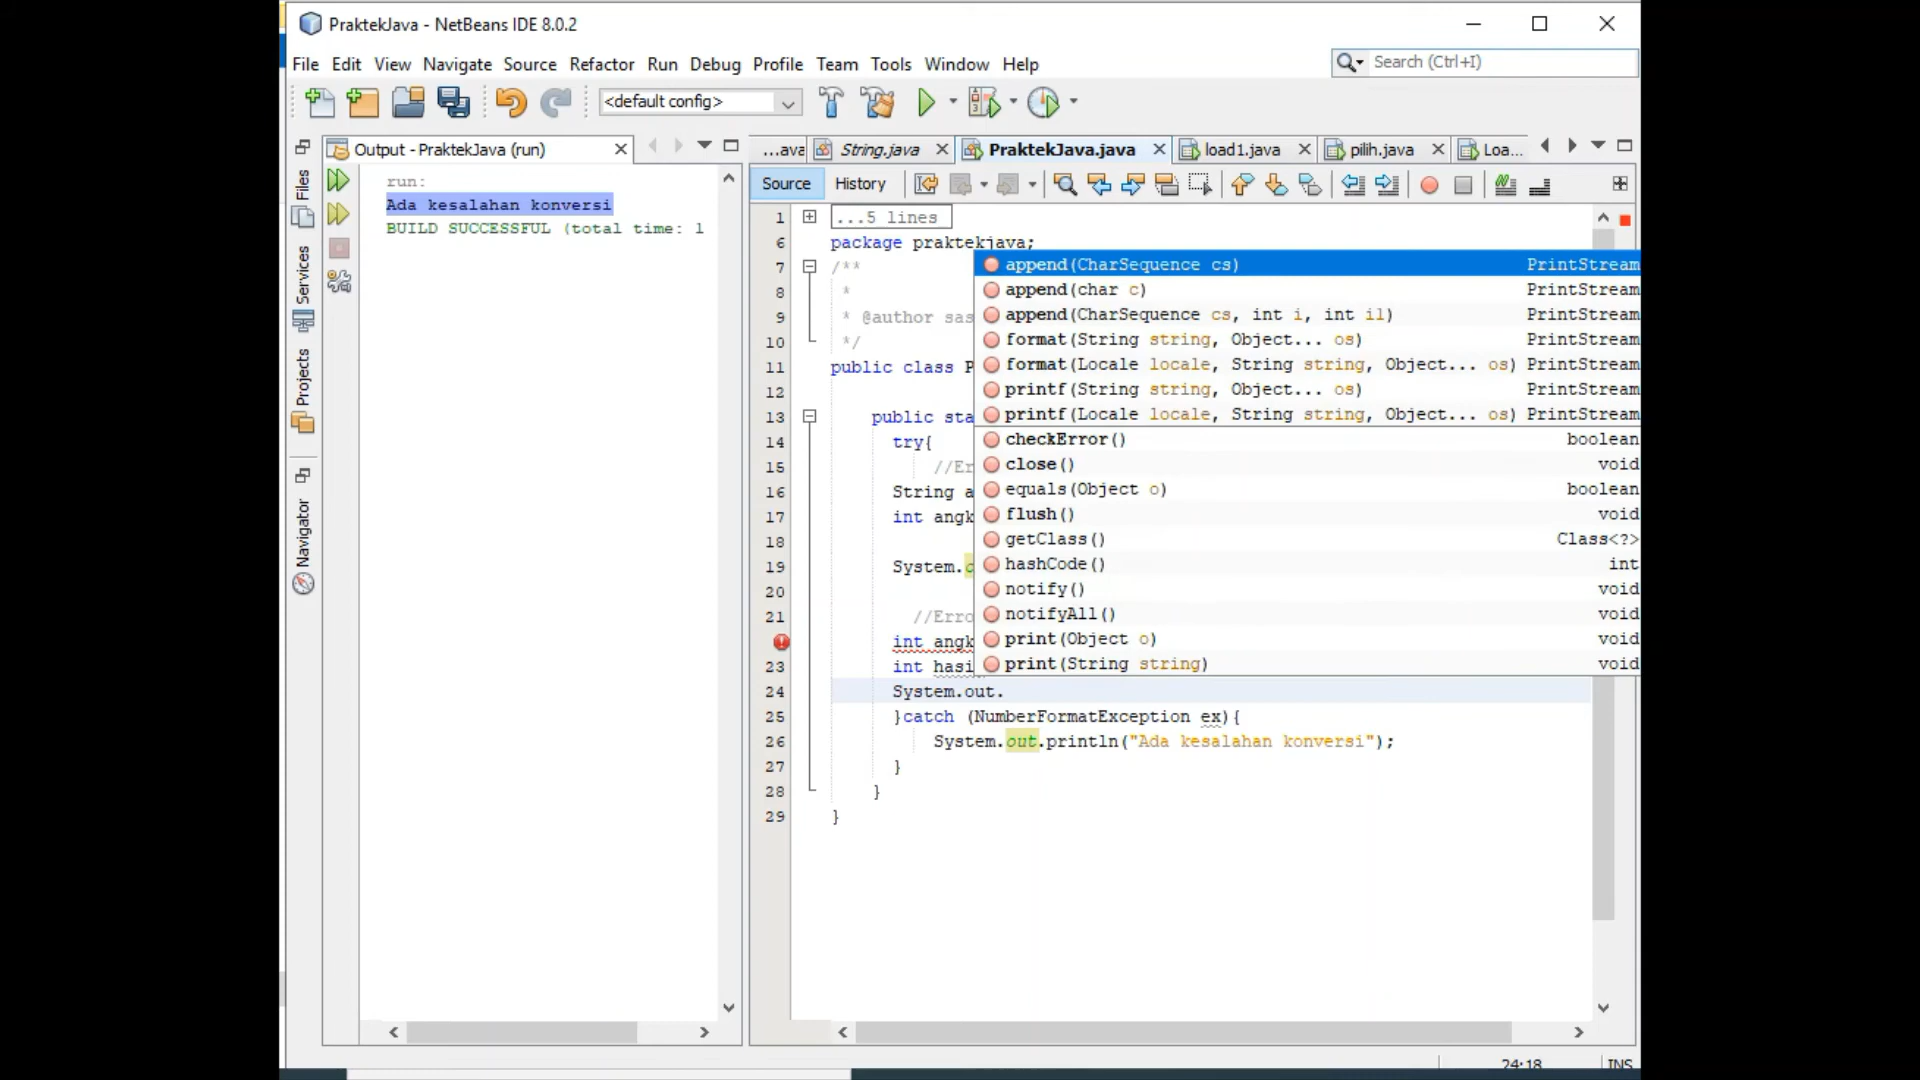 PraktekJava - NetBeans IDE 8.0.2
File Edit View Navigate Source Refactor Run Debug Profile Team Tools Window Help
Search (Ctrl+I)
<default config>
Output - PraktekJava (run)
...ava String.java PraktekJava.java load1.java pilih.java Loa...
Files
Services
Projects
Navigator
run:
Ada kesalahan konversi
BUILD SUCCESSFUL (total time: 1
Source History
1 ...5 lines
6 package praktekjava;
7 /**
8 *
9 * @author sas
10 */
11 public class P
12
13 public sta
14 try{
15 //Er
16 String a
17 int angk
18
19 System.o
20
21 //Erro
int angk
23 int hasi
24 System.out.
25 }catch (NumberFormatException ex){
26 System.out.println("Ada kesalahan konversi");
27 }
28 }
29 }
append(CharSequence cs) PrintStream
append(char c) PrintStream
append(CharSequence cs, int i, int i1) PrintStream
format(String string, Object... os) PrintStream
format(Locale locale, String string, Object... os) PrintStream
printf(String string, Object... os) PrintStream
printf(Locale locale, String string, Object... os) PrintStream
checkError() boolean
close() void
equals(Object o) boolean
flush() void
getClass() Class<?>
hashCode() int
notify() void
notifyAll() void
print(Object o) void
print(String string) void
24:18 INS